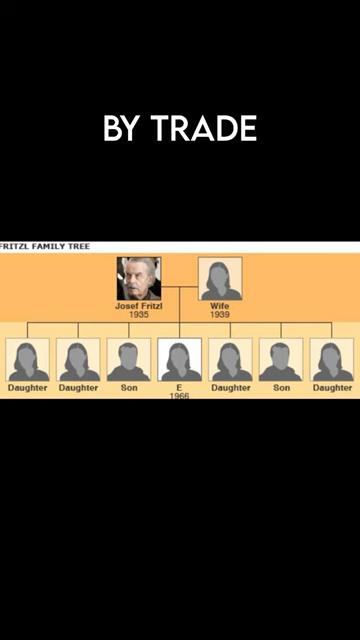 BY TRADE
FRITZL FAMILY TREE
Josef Fritzl Wife
1935 1939
Daughter Daughter Son E Daughter Son Daughter
1966